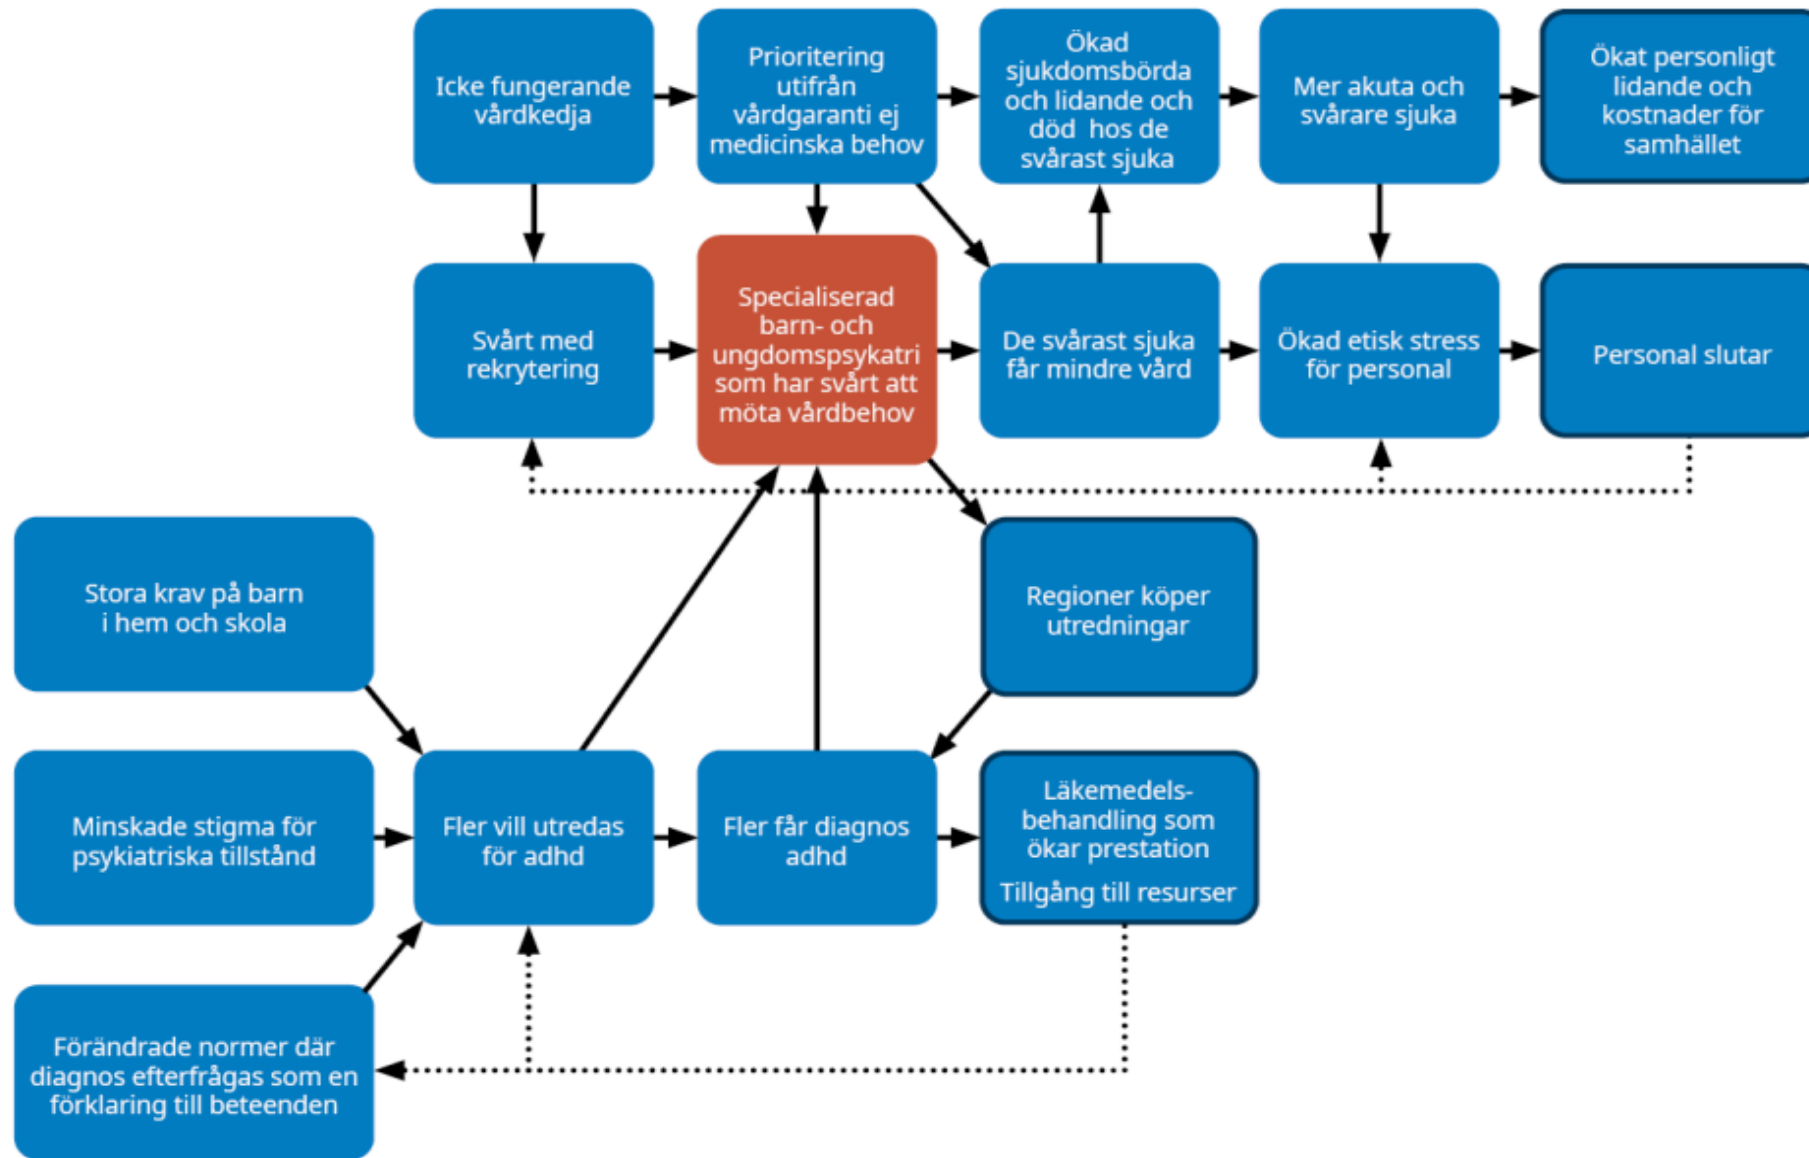 Icke fungerande
vårdkedja
Prioritering
utifrån
vårdgaranti ej
medicinska behov
Ökad
sjukdomsbörda
och lidande och
död hos de
svårast sjuka
Mer akuta och
svårare sjuka
Ökat personligt
lidande och
kostnader för
samhället
Svårt med
rekrytering
Specialiserad
barn- och
ungdomspsykatri
som har svårt att
möta vårdbehov
De svårast sjuka
får mindre vård
Ökad etisk stress
för personal
Personal slutar
Stora krav på barn
i hem och skola
Regioner köper
utredningar
Minskade stigma för
psykiatriska tillstånd
Fler vill utredas
för adhd
Fler får diagnos
adhd
Läkemedels-
behandling som
ökar prestation
Tillgång till resurser
Förändrade normer där
diagnos efterfrågas som en
förklaring till beteenden